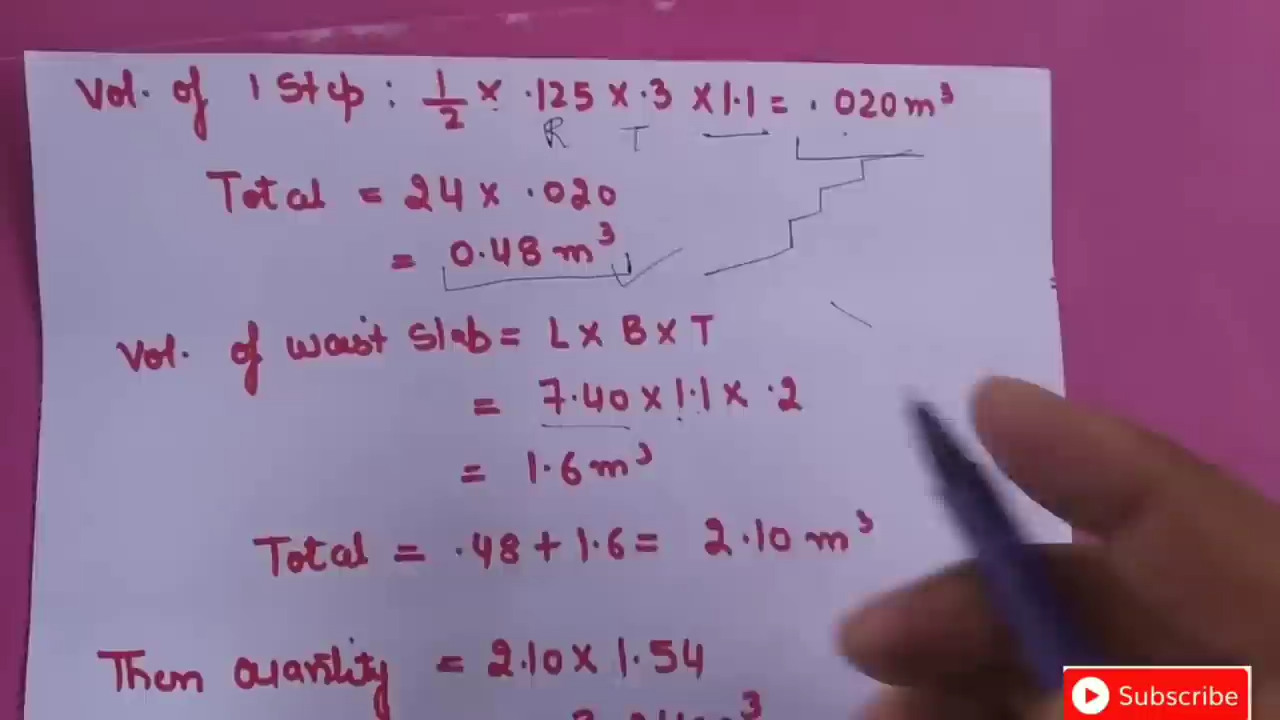 Vol. of 1 Step : 1/2 × .125 × .3 × 1.1 = .020 m³
R T
Total = 24 × .020
= 0.48 m³
Vol. of waist Slab = L × B × T
= 7.40 × 1.1 × .2
= 1.6 m³
Total = .48 + 1.6 = 2.10 m³
Then quantity = 2.10 × 1.54
Subscribe